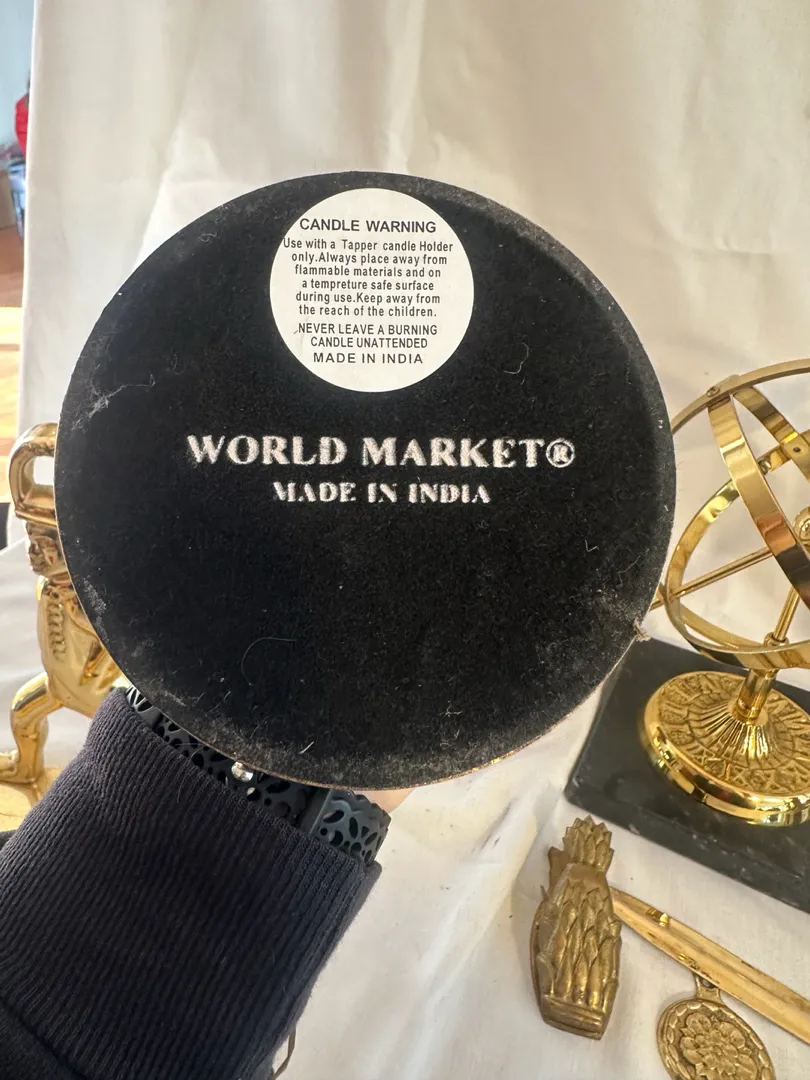 CANDLE WARNING
Use with a Tapper candle Holder
only.Always place away from
flammable materials and on
a tempreture safe surface
during use.Keep away from
the reach of the children.
NEVER LEAVE A BURNING
CANDLE UNATTENDED
MADE IN INDIA
WORLD MARKET®
MADE IN INDIA